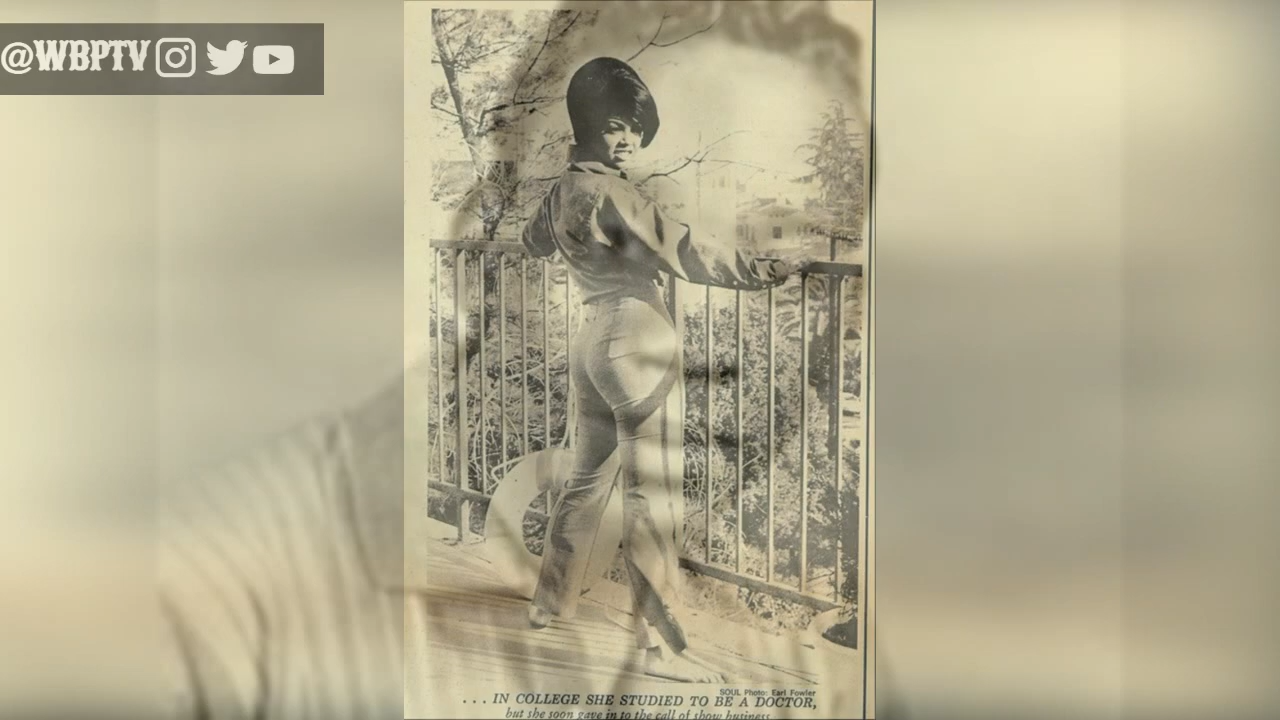 @WBPTV
SOUL Photo: Earl Fowler
... IN COLLEGE SHE STUDIED TO BE A DOCTOR,
but she soon gave in to the call of show business